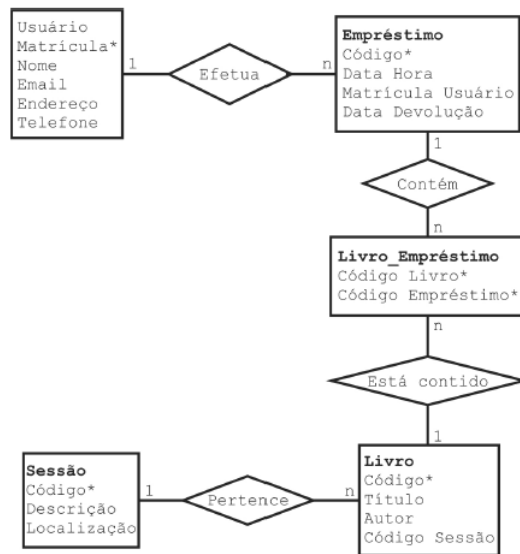 Usuário
Matrícula*
Nome
Email
Endereço
Telefone
1
Efetua
n
Empréstimo
Código*
Data Hora
Matrícula Usuário
Data Devolução
1
Contém
n
Livro_Empréstimo
Código Livro*
Código Empréstimo*
n
Está contido
1
Livro
Código*
Título
Autor
Código Sessão
n
Pertence
1
Sessão
Código*
Descrição
Localização